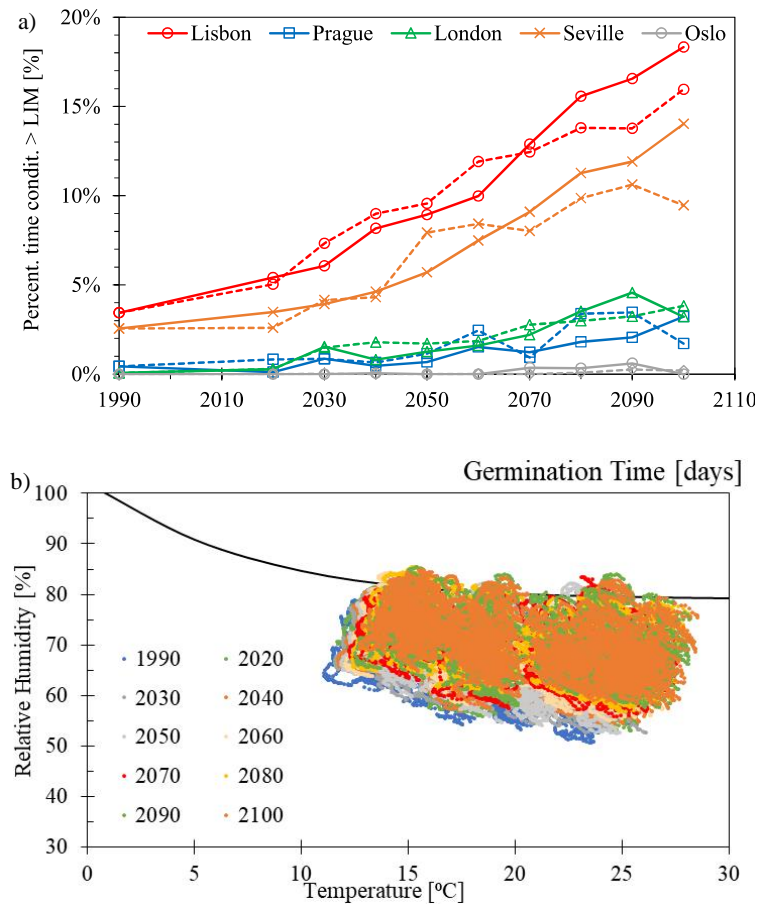 a)
20%
Lisbon Prague London Seville Oslo
15%
10%
5%
0%
Percent. time condit. > LIM [%]
1990 2010 2030 2050 2070 2090 2110
b)
Germination Time [days]
100
90
80
70
60
50
40
30
Relative Humidity [%]
1990 2020
2030 2040
2050 2060
2070 2080
2090 2100
0 5 10 15 20 25 30
Temperature [ºC]